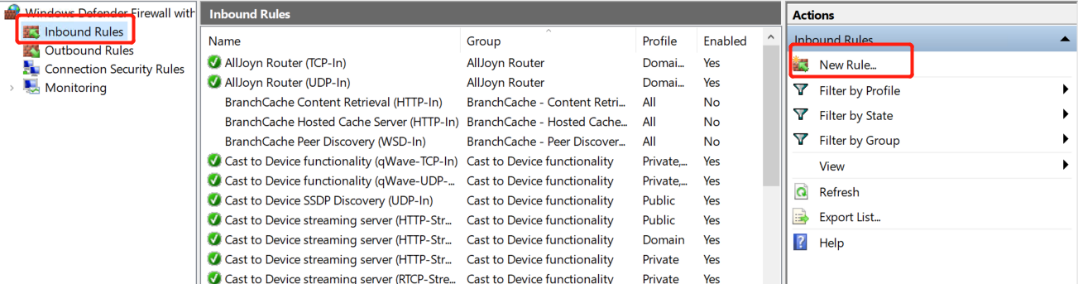 Windows Defender Firewall with
Inbound Rules
Outbound Rules
Connection Security Rules
Monitoring
Inbound Rules
Name Group Profile Enabled
AllJoyn Router (TCP-In) AllJoyn Router Domai... Yes
AllJoyn Router (UDP-In) AllJoyn Router Domai... Yes
BranchCache Content Retrieval (HTTP-In) BranchCache - Content Retri... All No
BranchCache Hosted Cache Server (HTTP-In) BranchCache - Hosted Cache... All No
BranchCache Peer Discovery (WSD-In) BranchCache - Peer Discover... All No
Cast to Device functionality (qWave-TCP-In) Cast to Device functionality Private,... Yes
Cast to Device functionality (qWave-UDP-... Cast to Device functionality Private,... Yes
Cast to Device SSDP Discovery (UDP-In) Cast to Device functionality Public Yes
Cast to Device streaming server (HTTP-Str... Cast to Device functionality Public Yes
Cast to Device streaming server (HTTP-Str... Cast to Device functionality Domain Yes
Cast to Device streaming server (HTTP-Str... Cast to Device functionality Private Yes
Cast to Device streaming server (RTCP-Stre... Cast to Device functionality Private Yes
Actions
Inbound Rules
New Rule...
Filter by Profile
Filter by State
Filter by Group
View
Refresh
Export List...
Help